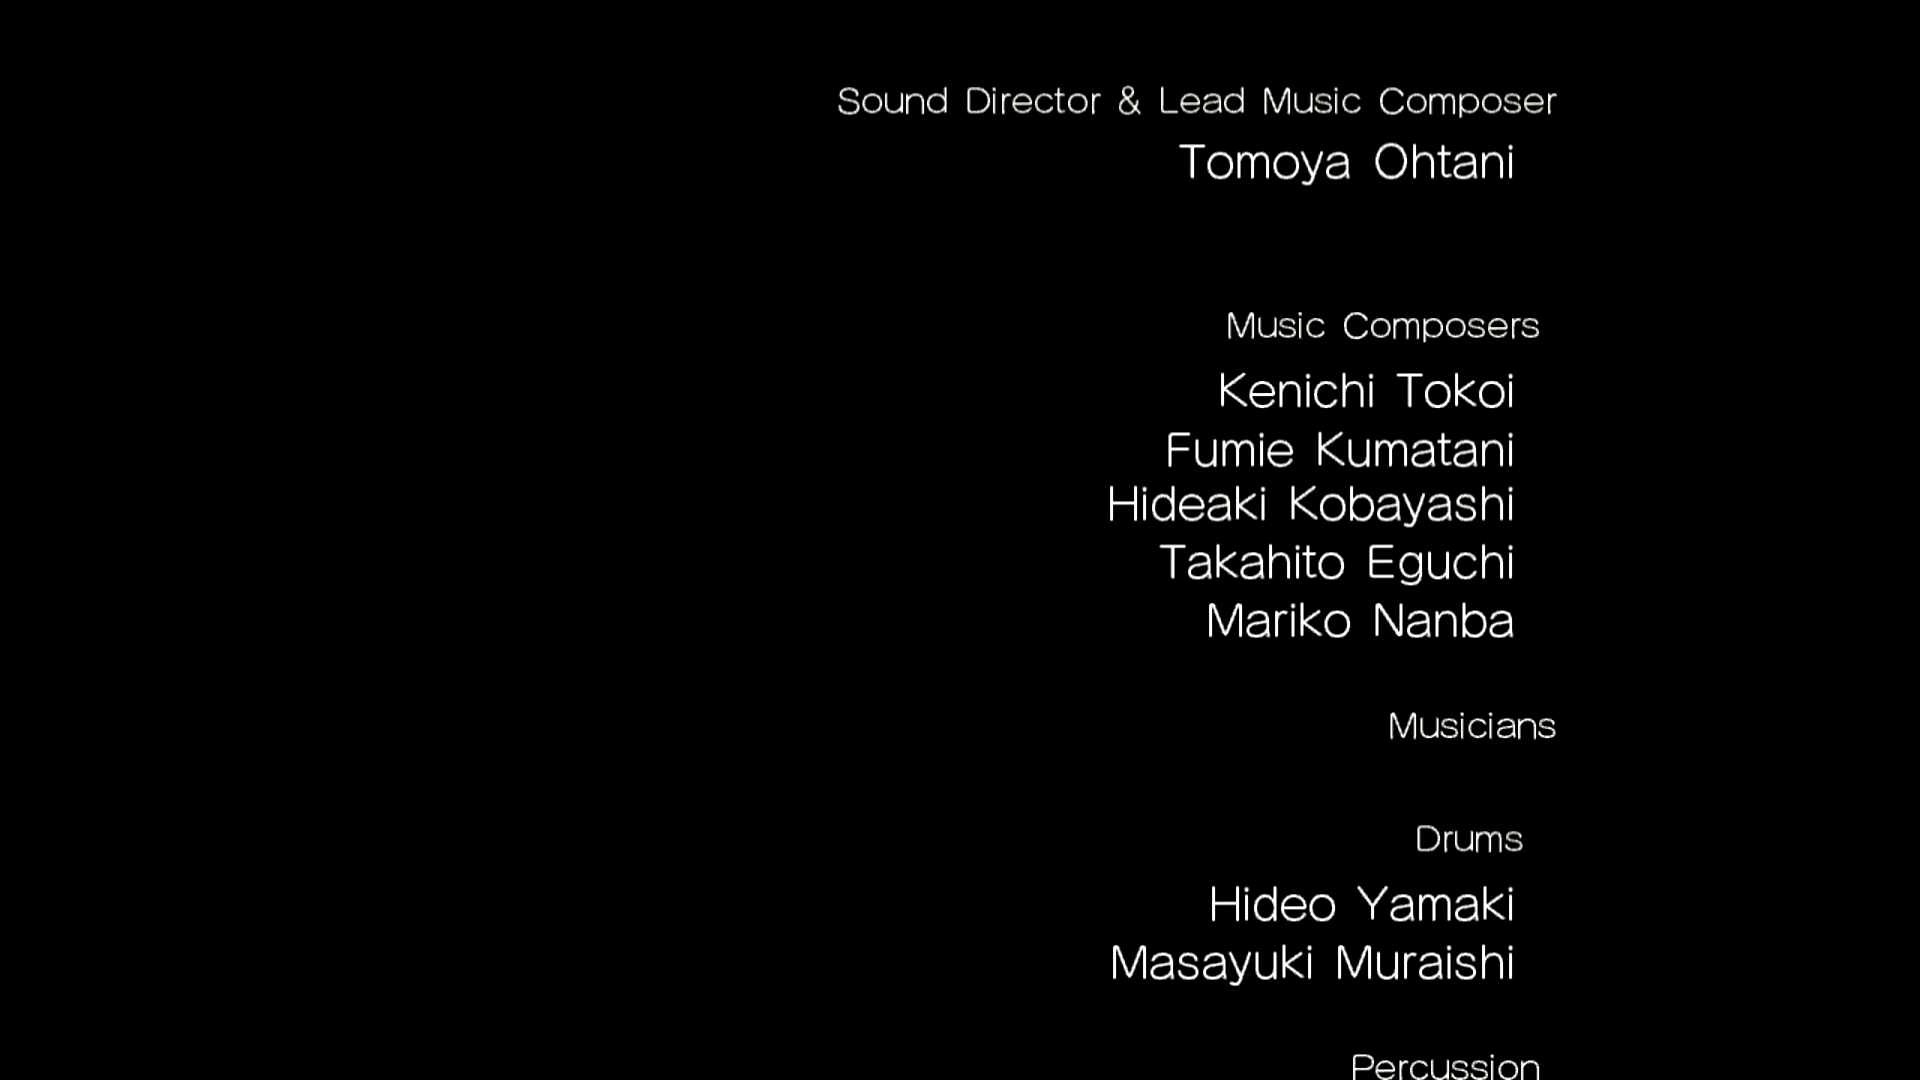 Sound Director & Lead Music Composer
Tomoya Ohtani
Music Composers
Kenichi Tokoi
Fumie Kumatani
Hideaki Kobayashi
Takahito Eguchi
Mariko Nanba
Musicians
Drums
Hideo Yamaki
Masayuki Muraishi
Percussion